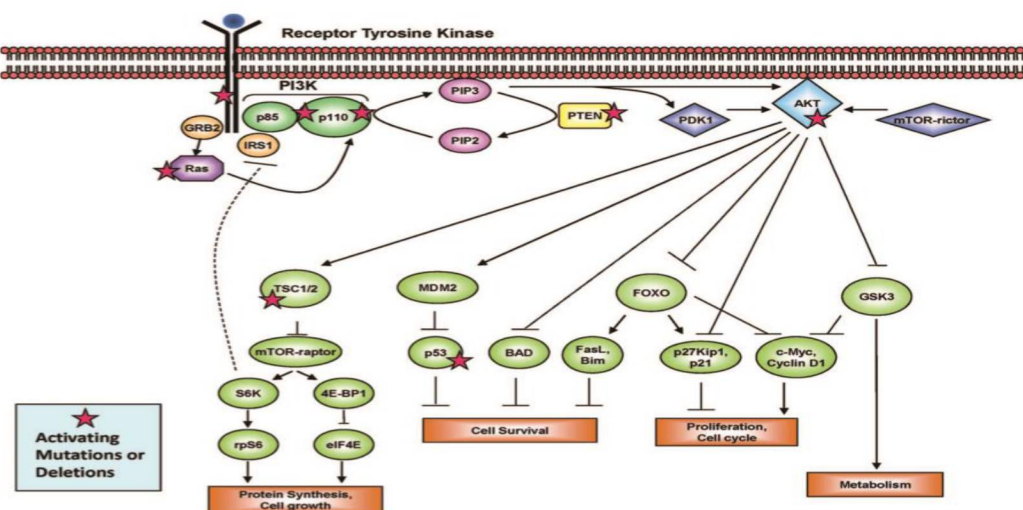 Receptor Tyrosine Kinase
PI3K
PIP3
p85
p110
PTEN
AKT
GRB2
PDK1
mTOR-rictor
IRS1
PIP2
Ras
TSC1/2
MDM2
FOXO
GSK3
mTOR-raptor
p53
BAD
FasL,
Bim
p27Kip1,
p21
c-Myc,
Cyclin D1
S6K
4E-BP1
Cell Survival
Proliferation,
Cell cycle
Activating
Mutations or
Deletions
rpS6
eIF4E
Metabolism
Protein Synthesis,
Cell growth